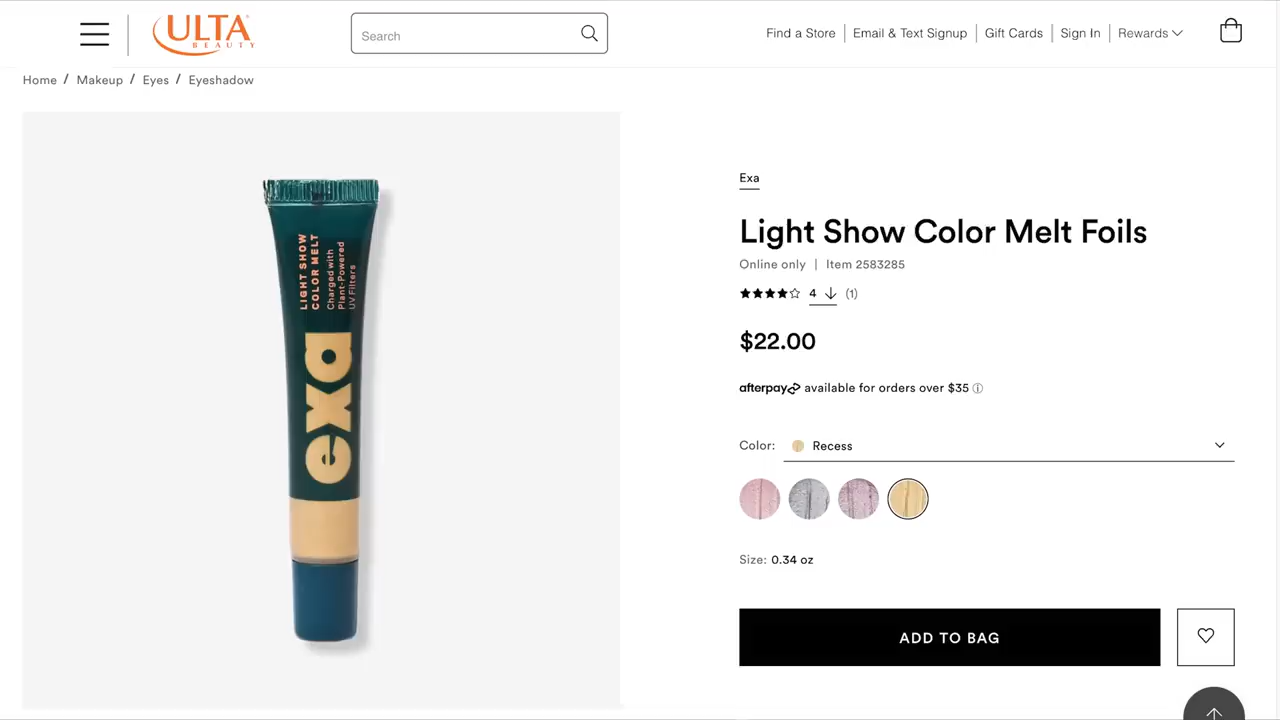 ULTA
BEAUTY
Search
Find a Store
Email & Text Signup
Gift Cards
Sign In
Rewards
Home / Makeup / Eyes / Eyeshadow
LIGHT SHOW
COLOR MELT
Charged with
Plant-Powered
UV Filters
exa
Exa
Light Show Color Melt Foils
Online only | Item 2583285
4 (1)
$22.00
afterpay available for orders over $35
Color: Recess
Size: 0.34 oz
ADD TO BAG